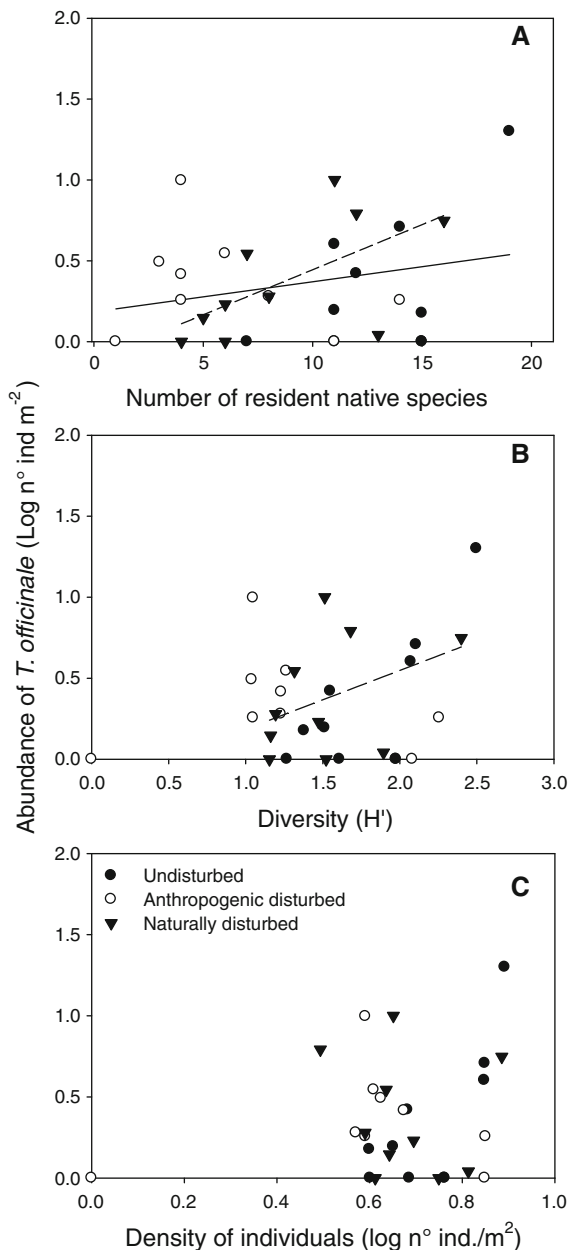 Abundance of T. officinale (Log n° ind m-2)
A
2.0
1.5
1.0
0.5
0.0
0 5 10 15 20
Number of resident native species
B
2.0
1.5
1.0
0.5
0.0
0.0 0.5 1.0 1.5 2.0 2.5 3.0
Diversity (H')
C
2.0
1.5
1.0
0.5
0.0
Undisturbed
Anthropogenic disturbed
Naturally disturbed
0.0 0.2 0.4 0.6 0.8 1.0
Density of individuals (log n° ind./m2)